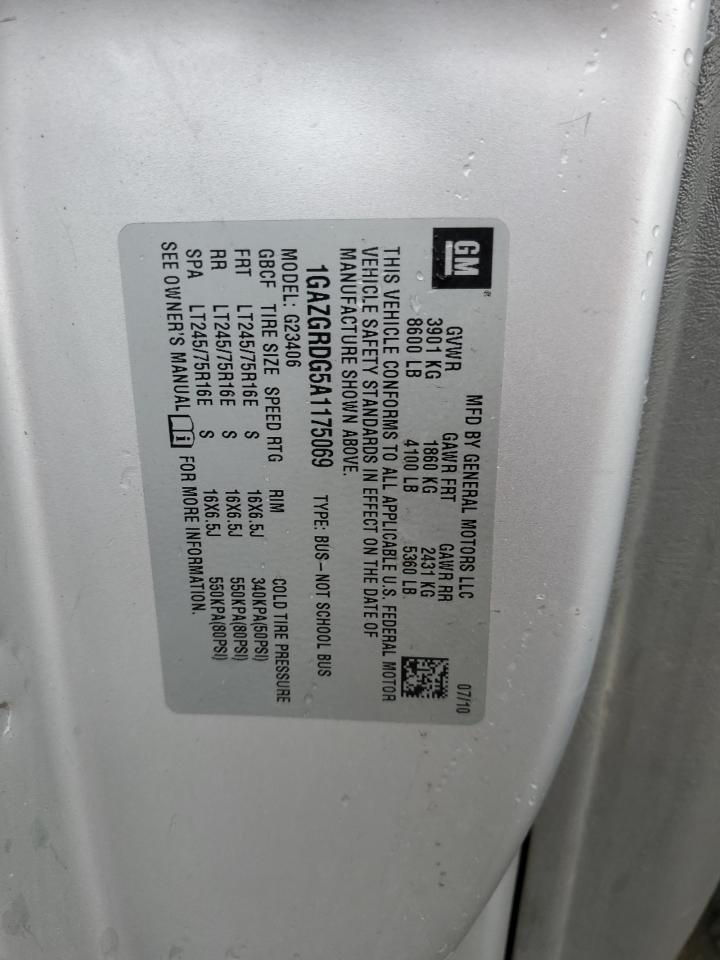 GM®
MFD BY GENERAL MOTORS LLC 07/10
GVWR GAWR FRT GAWR RR
3901 KG 1860 KG 2431 KG
8600 LB 4100 LB 5360 LB
THIS VEHICLE CONFORMS TO ALL APPLICABLE U.S. FEDERAL MOTOR
VEHICLE SAFETY STANDARDS IN EFFECT ON THE DATE OF
MANUFACTURE SHOWN ABOVE.
1GAZGRDG5A1175069 TYPE: BUS–NOT SCHOOL BUS
MODEL: G23406
GBCF TIRE SIZE SPEED RTG RIM COLD TIRE PRESSURE
FRT LT245/75R16E S 16X6.5J 340KPA(50PSI)
RR LT245/75R16E S 16X6.5J 550KPA(80PSI)
SPA LT245/75R16E S 16X6.5J 550KPA(80PSI)
SEE OWNER'S MANUAL i FOR MORE INFORMATION.